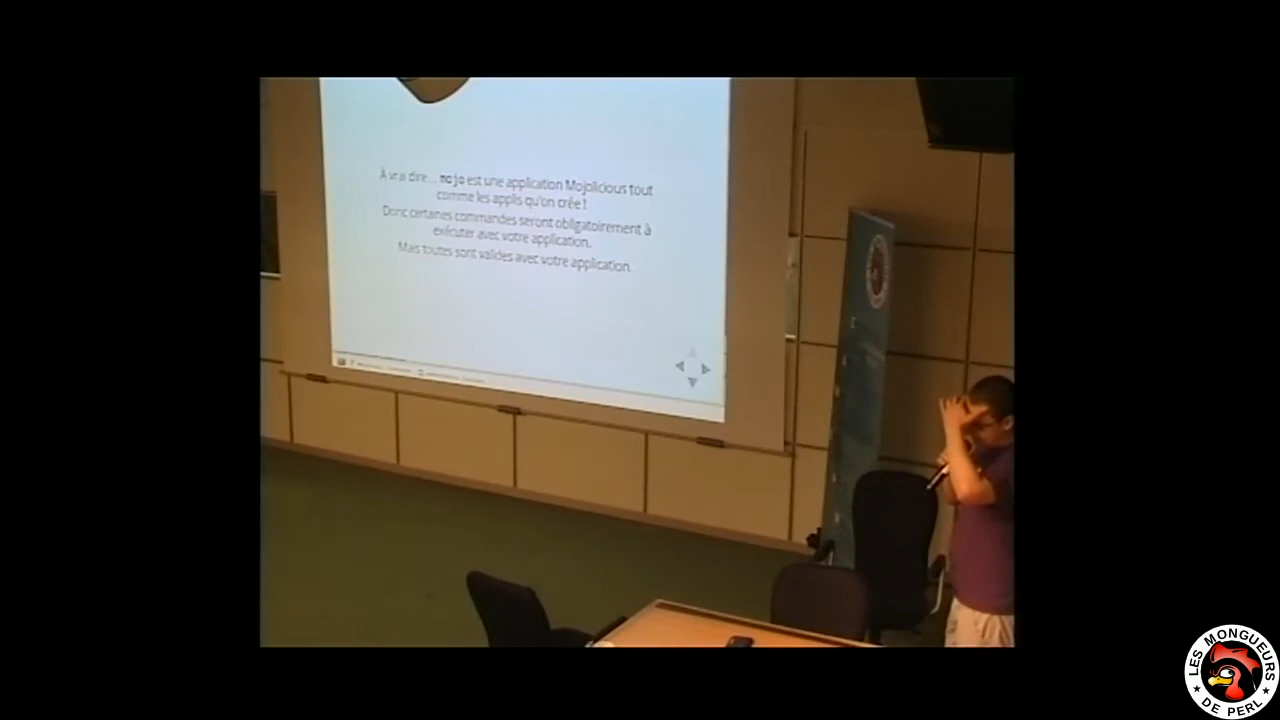 À vrai dire... mojo est une application Mojolicious tout
comme les applis qu'on crée !
Donc certaines commandes seront obligatoirement à
exécuter avec votre application.
Mais toutes sont valides avec votre application.
LES MONGUEURS
DE PERL